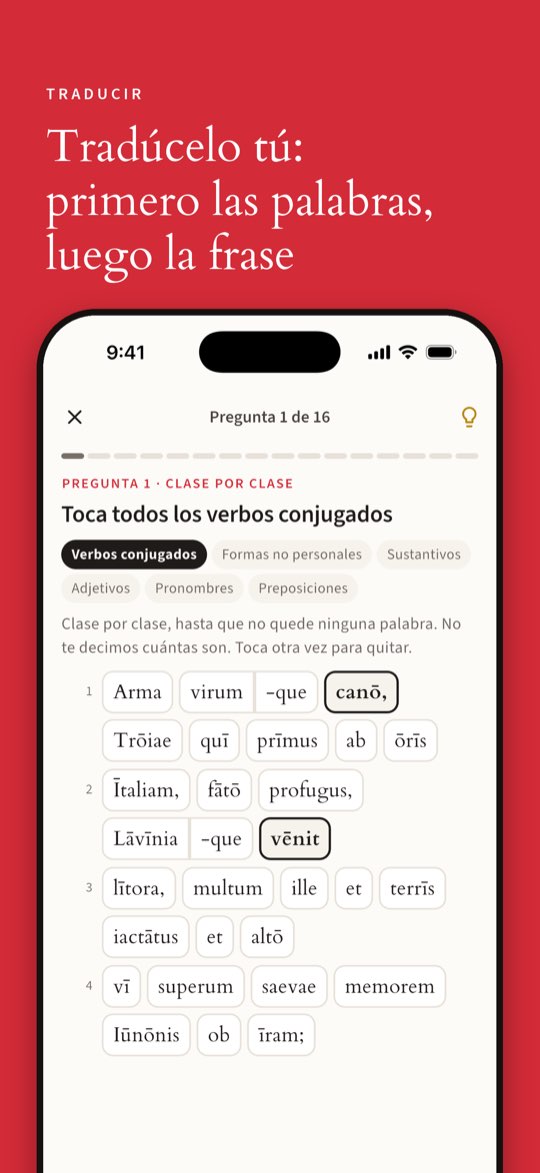 TRADUCIR
Tradúcelo tú:
primero las palabras,
luego la frase
9:41
Pregunta 1 de 16
PREGUNTA 1 · CLASE POR CLASE
Toca todos los verbos conjugados
Verbos conjugados Formas no personales Sustantivos
Adjetivos Pronombres Preposiciones
Clase por clase, hasta que no quede ninguna palabra. No
te decimos cuántas son. Toca otra vez para quitar.
1 Arma virum -que canō,
Trōiae quī prīmus ab ōrīs
2 Ītaliam, fātō profugus,
Lāvīnia -que vēnit
3 lītora, multum ille et terrīs
iactātus et altō
4 vī superum saevae memorem
Iūnōnis ob īram;